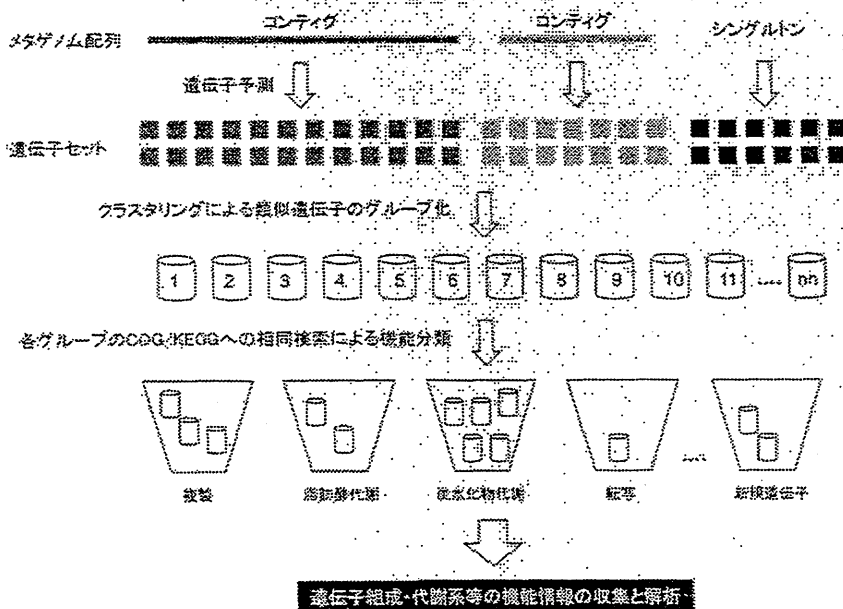 コンティグ コンティグ シングルトン
メタゲノム配列
遺伝子予測
遺伝子セット
クラスタリングによる類似遺伝子のグループ化
1 2 3 4 5 6 7 8 9 10 11 .... nn
各グループのCOG/KEGGへの相同検索による機能分類
複製 脂肪酸代謝 炭水化物代謝 転写 .... 新規遺伝子
遺伝子組成・代謝系等の機能情報の収集と解析